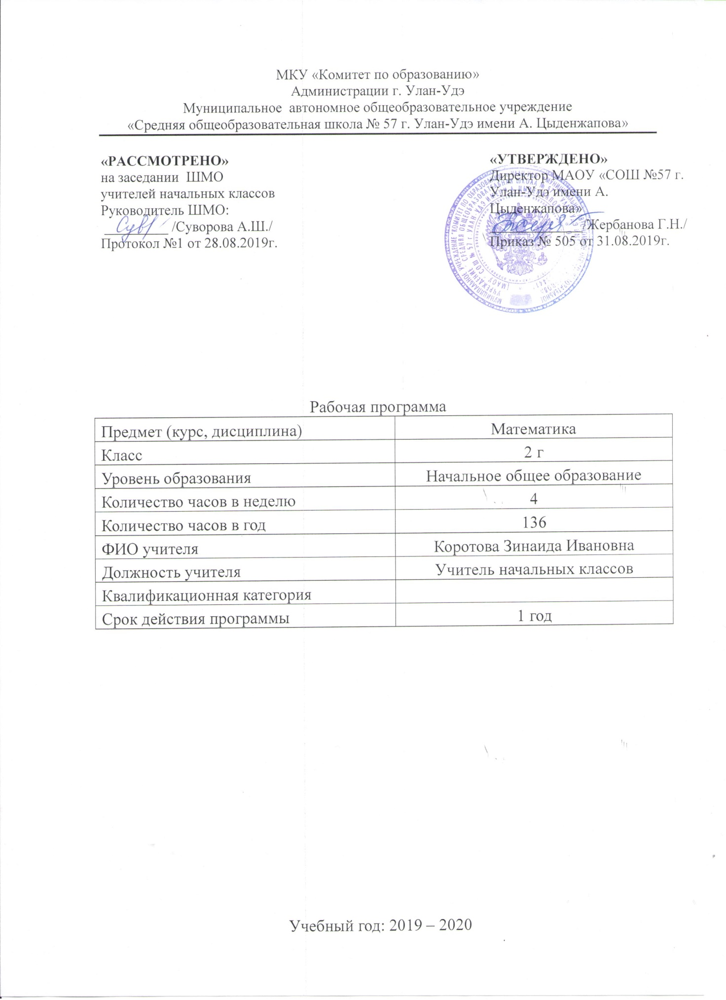 МКУ «Комитет по образованию»
Администрации г. Улан-Удэ
Муниципальное автономное общеобразовательное учреждение
«Средняя общеобразовательная школа № 57 г. Улан-Удэ имени А. Цыденжапова»
«РАССМОТРЕНО»
на заседании ШМО
учителей начальных классов
Руководитель ШМО:
/Суворова А.Ш./
Протокол №1 от 28.08.2019г.
«УТВЕРЖДЕНО»
Директор МАОУ «СОШ №57 г.
Улан-Удэ имени А.
Цыденжапова»
/Жербанова Г.Н./
Приказ № 505 от 31.08.2019г.
Рабочая программа
Предмет (курс, дисциплина) Математика
Класс 2 г
Уровень образования Начальное общее образование
Количество часов в неделю 4
Количество часов в год 136
ФИО учителя Коротова Зинаида Ивановна
Должность учителя Учитель начальных классов
Квалификационная категория
Срок действия программы 1 год
Учебный год: 2019 – 2020